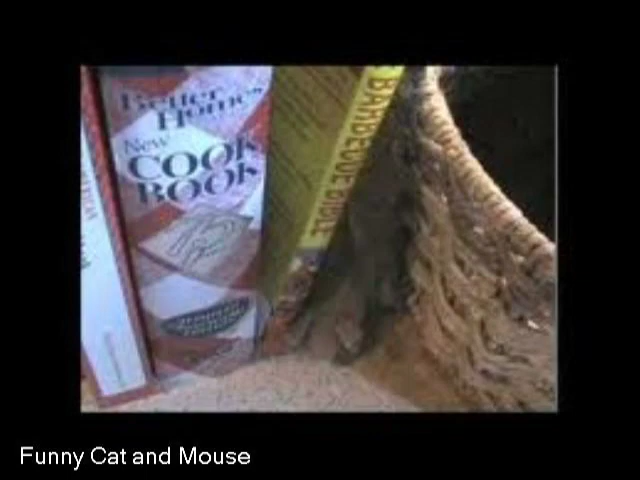 Better
Homes
New
COOK
BOOK
BARBECUE BIBLE
Funny Cat and Mouse